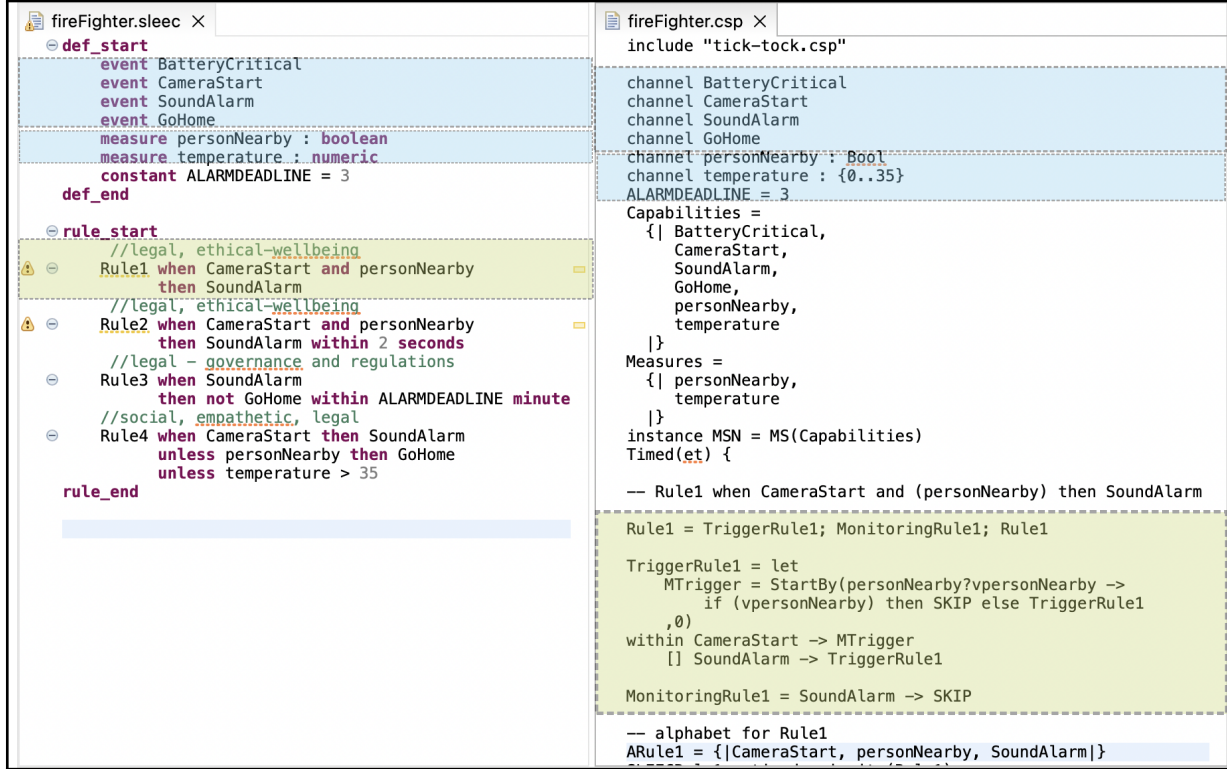 fireFighter.sleec
def_start
event BatteryCritical
event CameraStart
event SoundAlarm
event GoHome
measure personNearby : boolean
measure temperature : numeric
constant ALARMDEADLINE = 3
def_end
rule_start
//legal, ethical-wellbeing
Rule1 when CameraStart and personNearby
then SoundAlarm
//legal, ethical-wellbeing
Rule2 when CameraStart and personNearby
then SoundAlarm within 2 seconds
//legal - governance and regulations
Rule3 when SoundAlarm
then not GoHome within ALARMDEADLINE minute
//social, empathetic, legal
Rule4 when CameraStart then SoundAlarm
unless personNearby then GoHome
unless temperature > 35
rule_end
fireFighter.csp
include "tick-tock.csp"
channel BatteryCritical
channel CameraStart
channel SoundAlarm
channel GoHome
channel personNearby : Bool
channel temperature : {0..35}
ALARMDEADLINE = 3
Capabilities =
{| BatteryCritical,
CameraStart,
SoundAlarm,
GoHome,
personNearby,
temperature
|}
Measures =
{| personNearby,
temperature
|}
instance MSN = MS(Capabilities)
Timed(et) {
-- Rule1 when CameraStart and (personNearby) then SoundAlarm
Rule1 = TriggerRule1; MonitoringRule1; Rule1
TriggerRule1 = let
MTrigger = StartBy(personNearby?vpersonNearby ->
if (vpersonNearby) then SKIP else TriggerRule1
,0)
within CameraStart -> MTrigger
[] SoundAlarm -> TriggerRule1
MonitoringRule1 = SoundAlarm -> SKIP
-- alphabet for Rule1
ARule1 = {|CameraStart, personNearby, SoundAlarm|}